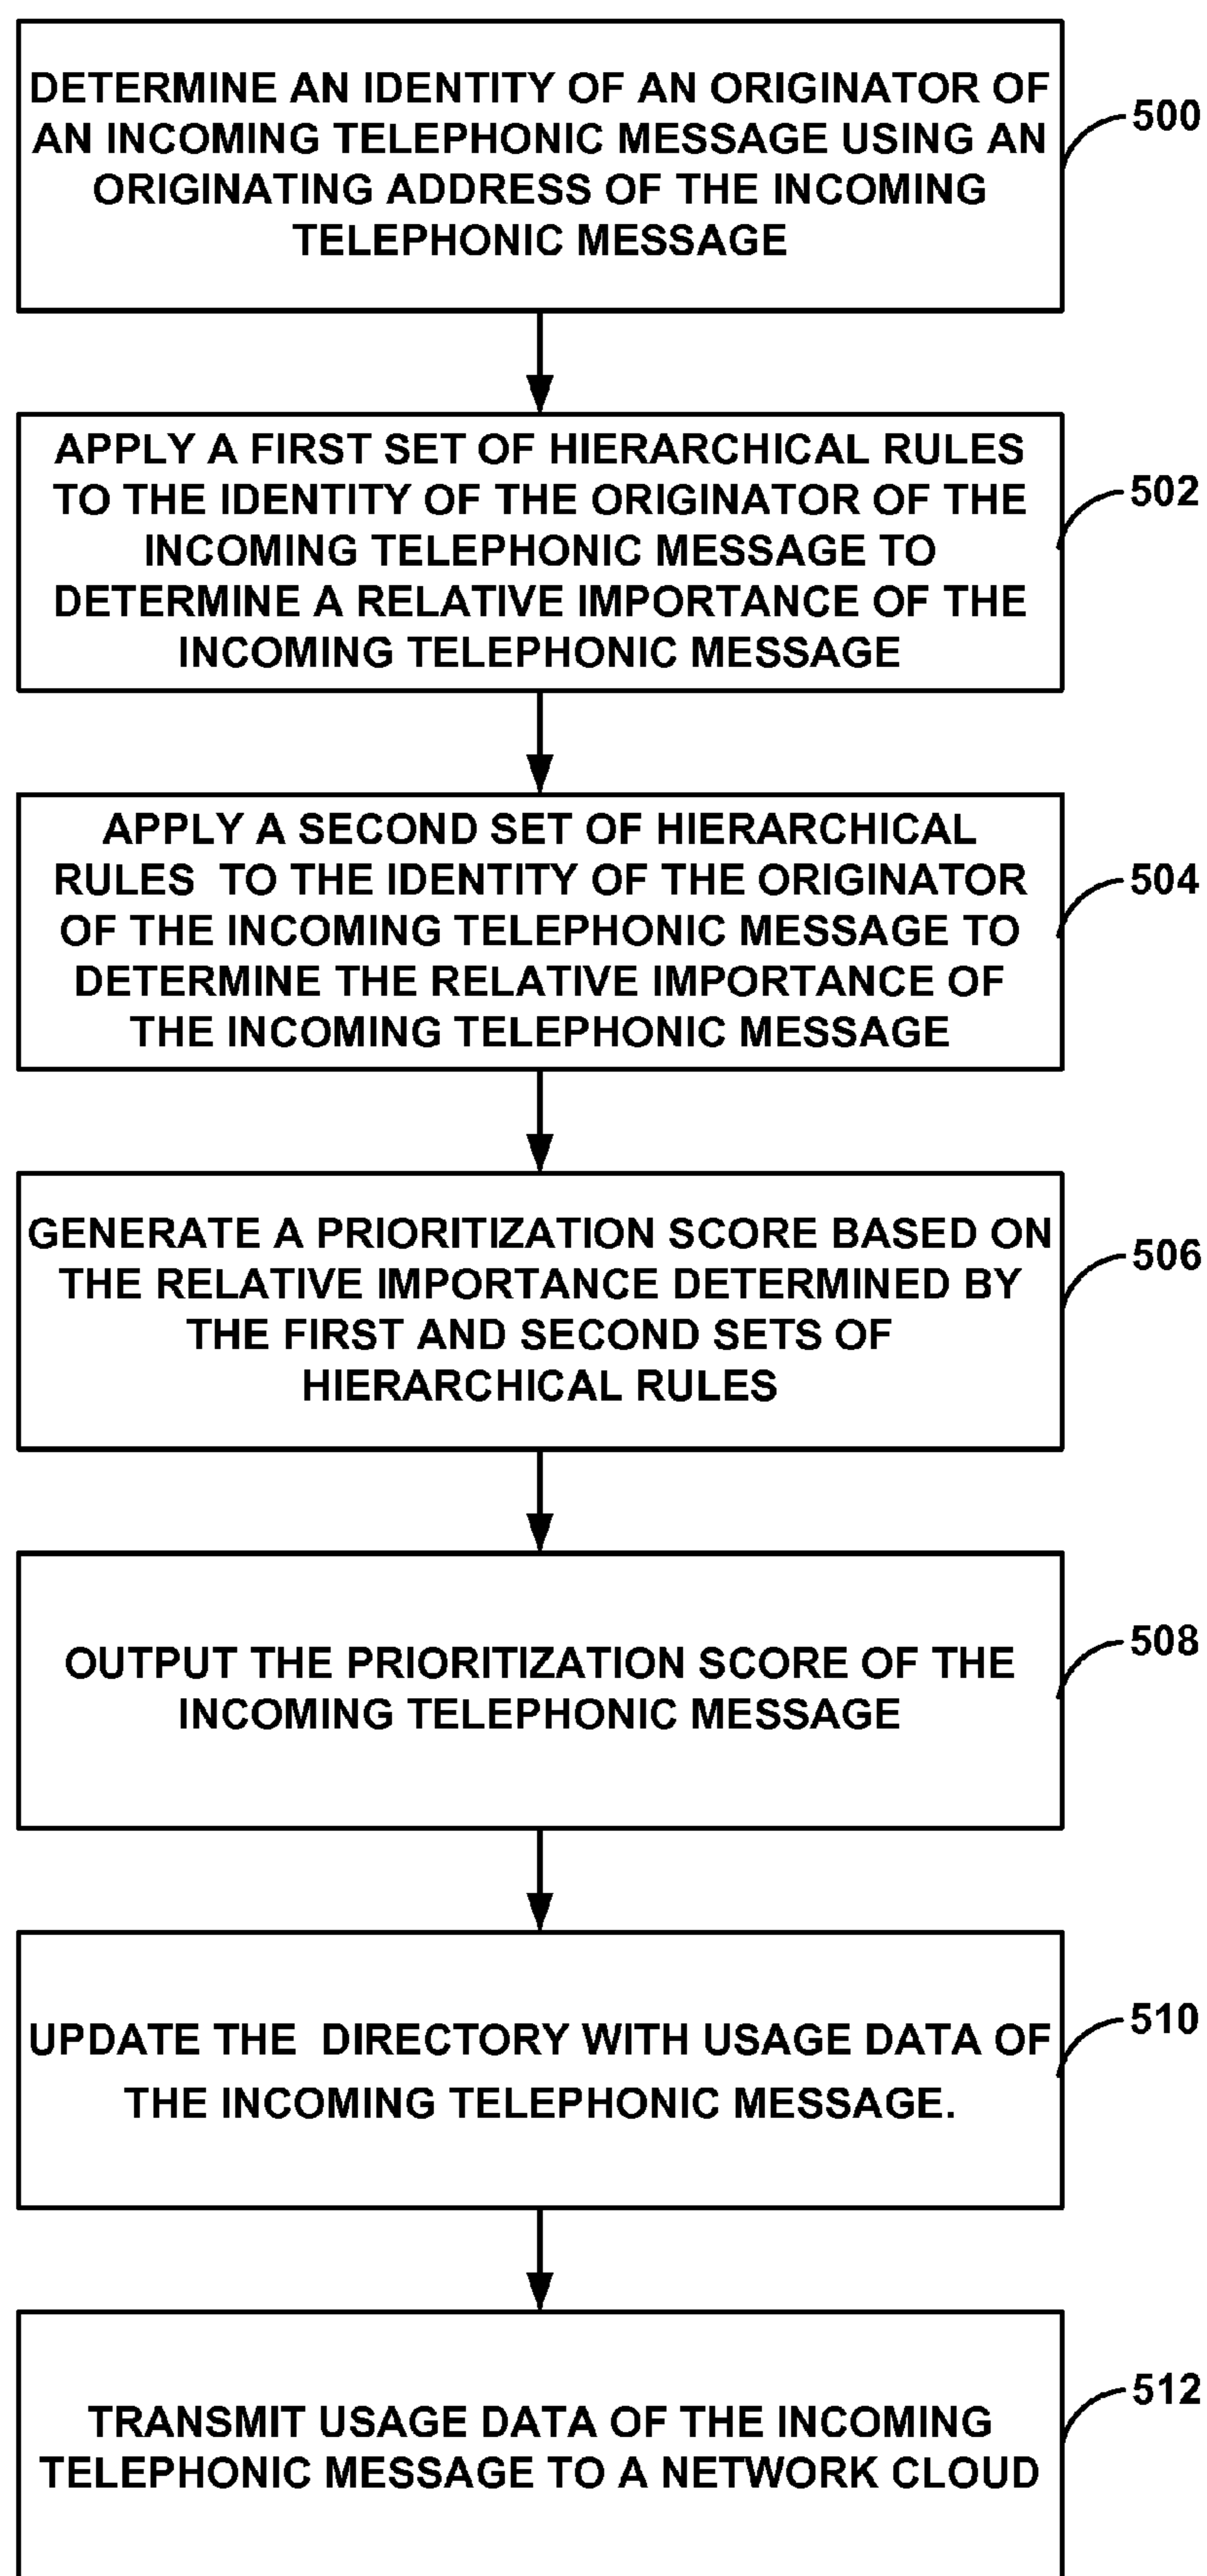 DETERMINE AN IDENTITY OF AN ORIGINATOR OF
AN INCOMING TELEPHONIC MESSAGE USING AN
ORIGINATING ADDRESS OF THE INCOMING
TELEPHONIC MESSAGE
500
APPLY A FIRST SET OF HIERARCHICAL RULES
TO THE IDENTITY OF THE ORIGINATOR OF THE
INCOMING TELEPHONIC MESSAGE TO
DETERMINE A RELATIVE IMPORTANCE OF THE
INCOMING TELEPHONIC MESSAGE
502
APPLY A SECOND SET OF HIERARCHICAL
RULES TO THE IDENTITY OF THE ORIGINATOR
OF THE INCOMING TELEPHONIC MESSAGE TO
DETERMINE THE RELATIVE IMPORTANCE OF
THE INCOMING TELEPHONIC MESSAGE
504
GENERATE A PRIORITIZATION SCORE BASED ON
THE RELATIVE IMPORTANCE DETERMINED BY
THE FIRST AND SECOND SETS OF
HIERARCHICAL RULES
506
OUTPUT THE PRIORITIZATION SCORE OF THE
INCOMING TELEPHONIC MESSAGE
508
UPDATE THE DIRECTORY WITH USAGE DATA OF
THE INCOMING TELEPHONIC MESSAGE.
510
TRANSMIT USAGE DATA OF THE INCOMING
TELEPHONIC MESSAGE TO A NETWORK CLOUD
512